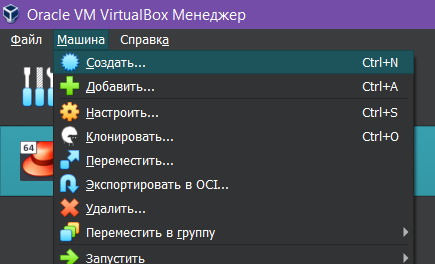 Oracle VM VirtualBox Менеджер
Файл Машина Справка
Создать... Ctrl+N
Добавить... Ctrl+A
Настроить... Ctrl+S
Клонировать... Ctrl+O
Переместить...
Экспортировать в OCI...
Удалить...
Переместить в группу
Запустить
64